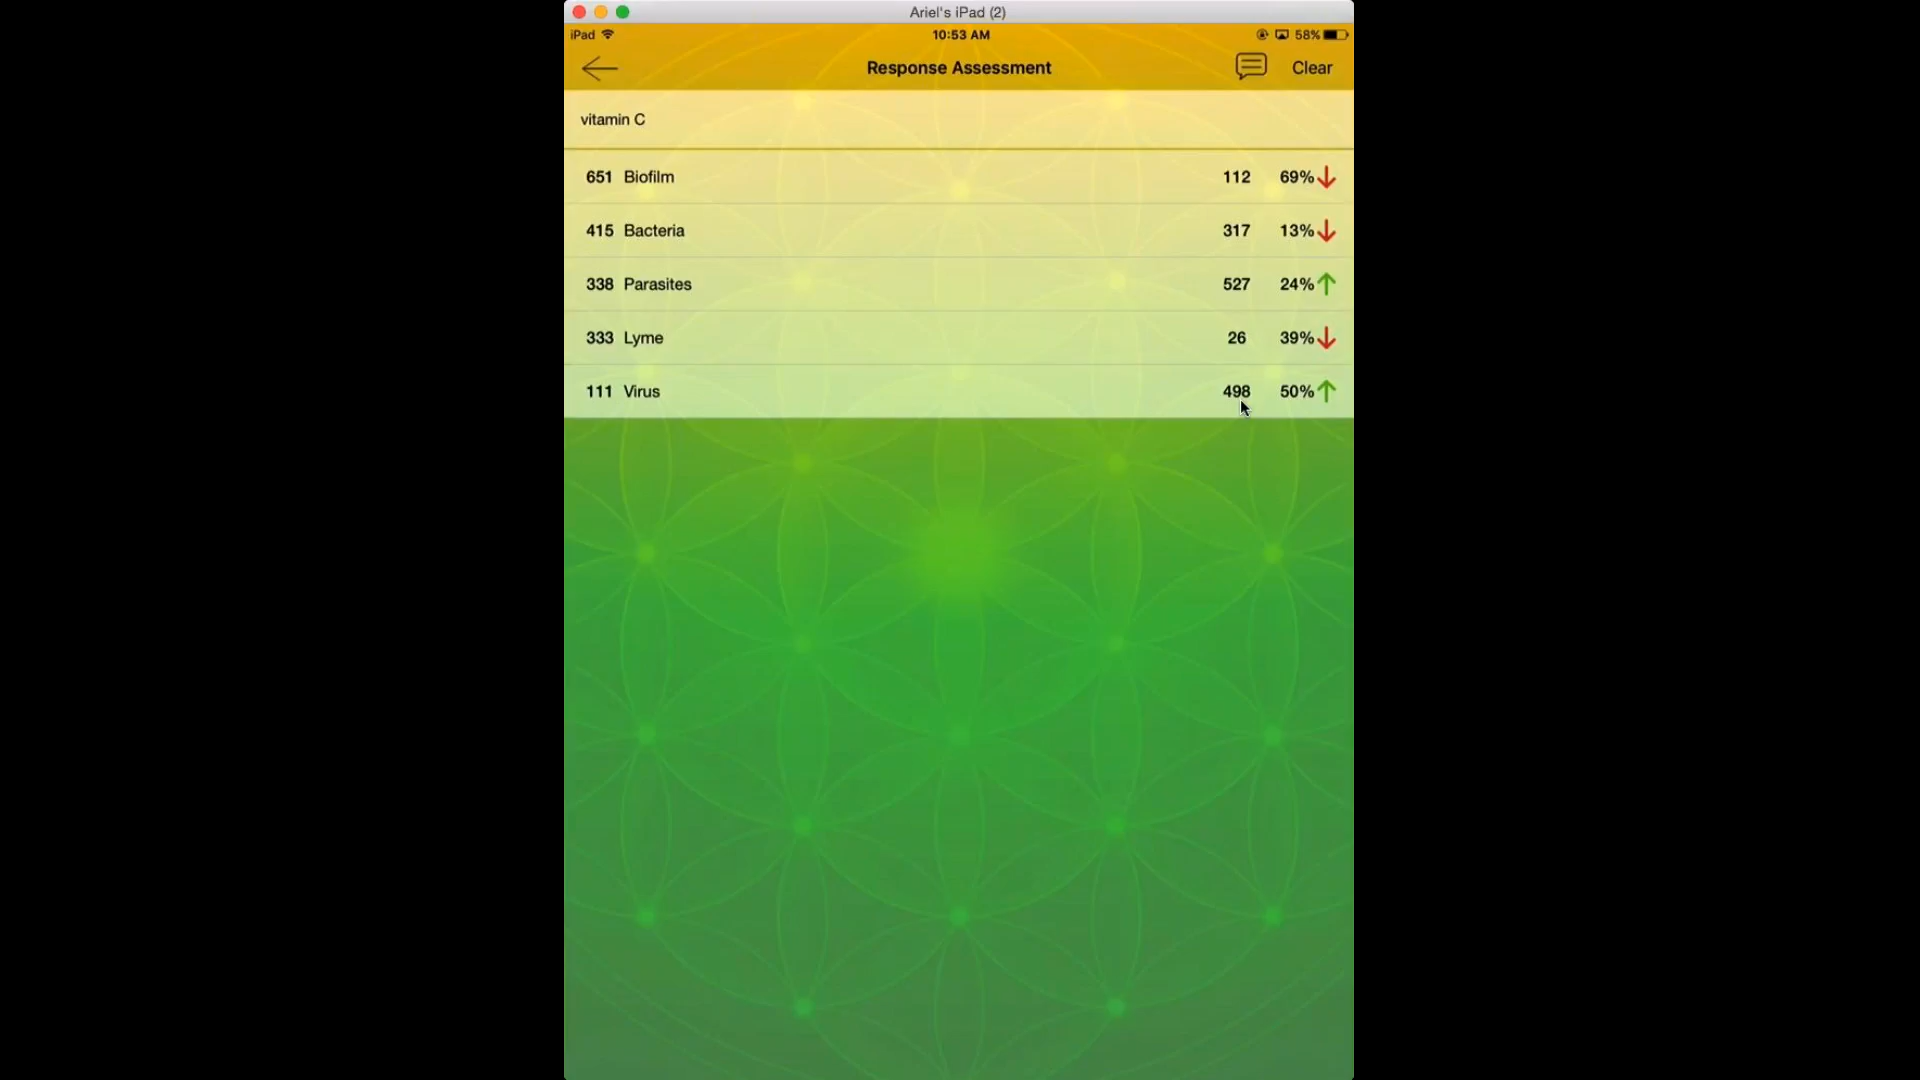 Ariel's iPad (2)
iPad 10:53 AM 58%
Response Assessment Clear
vitamin C
651 Biofilm 112 69%
415 Bacteria 317 13%
338 Parasites 527 24%
333 Lyme 26 39%
111 Virus 498 50%